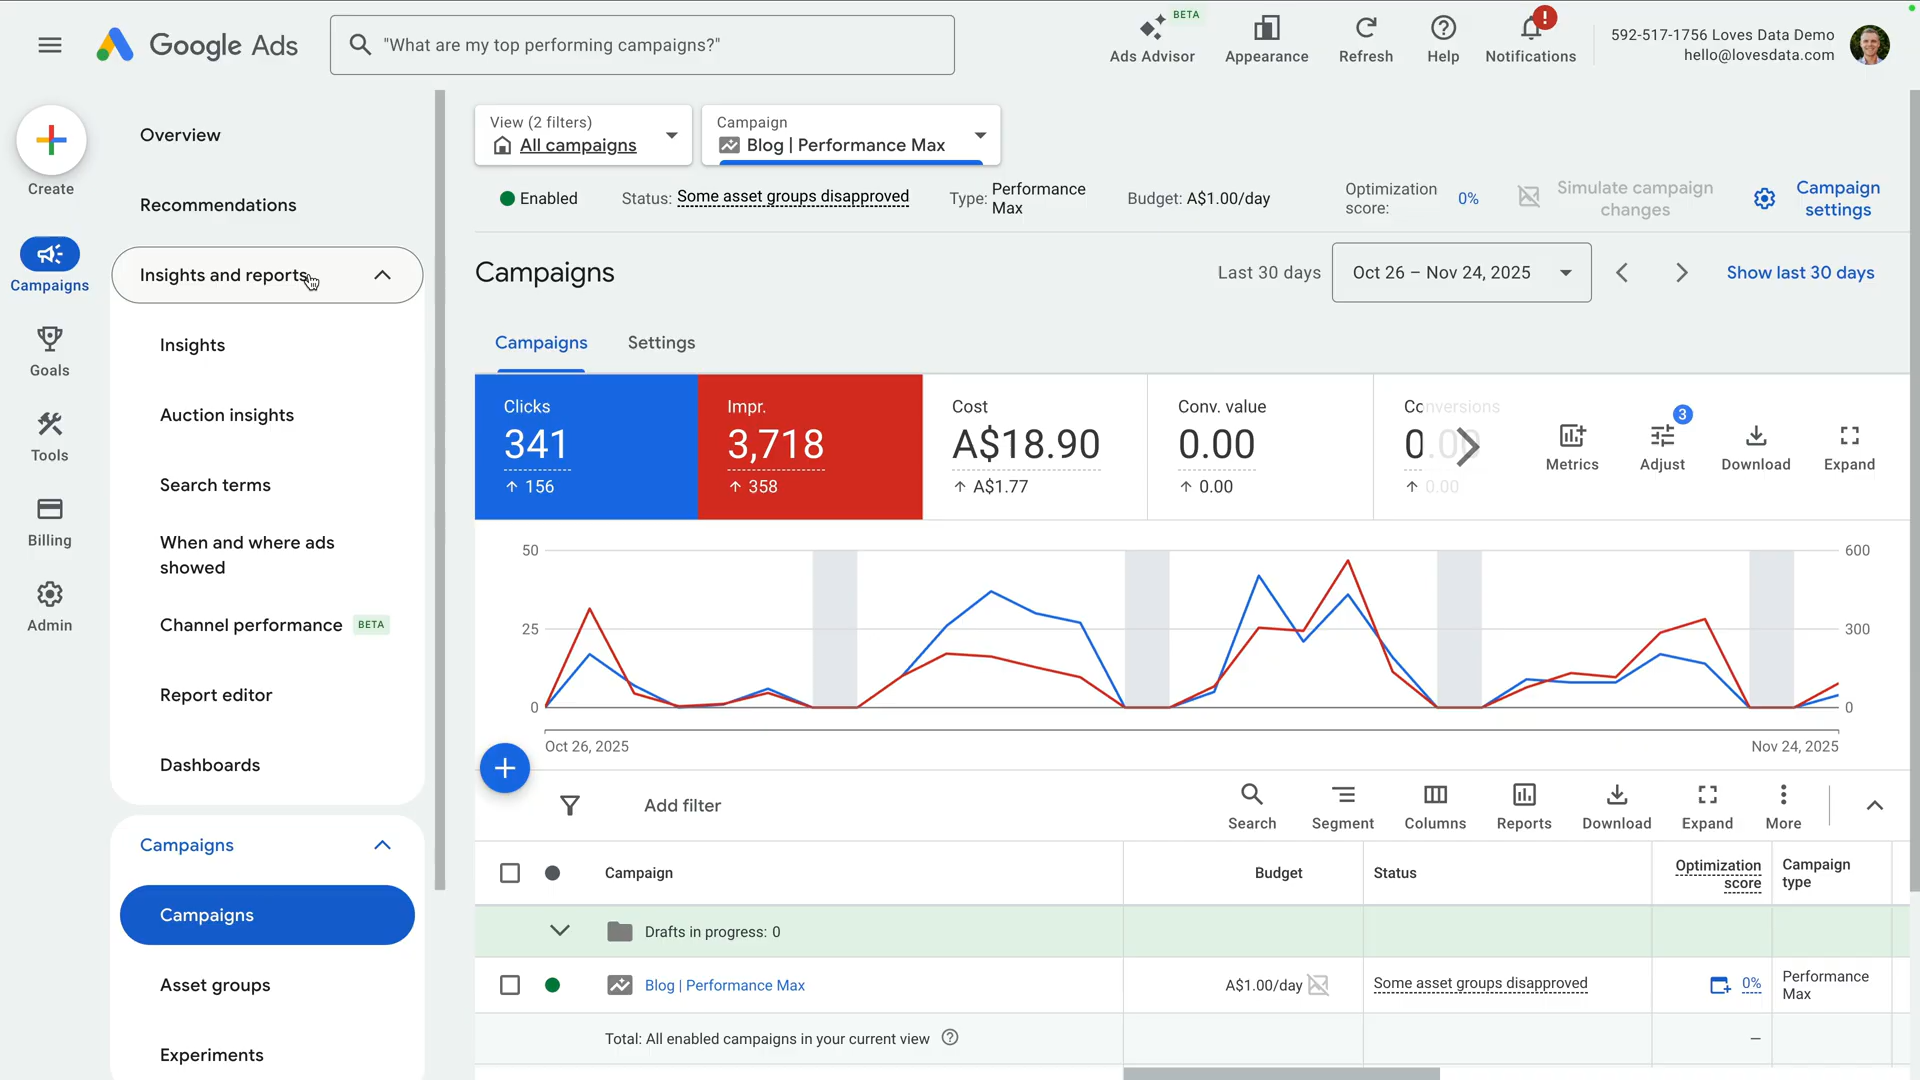 Google Ads
"What are my top performing campaigns?"
BETA
Ads Advisor
Appearance
Refresh
Help
!
Notifications
592-517-1756 Loves Data Demo
hello@lovesdata.com
Create
Campaigns
Goals
Tools
Billing
Admin
Overview
Recommendations
Insights and reports
Insights
Auction insights
Search terms
When and where ads
showed
Channel performance BETA
Report editor
Dashboards
Campaigns
Campaigns
Asset groups
Experiments
View (2 filters)
All campaigns
Campaign
Blog | Performance Max
Enabled
Status: Some asset groups disapproved
Type: Performance
Max
Budget: A$1.00/day
Optimization
score: 0%
Simulate campaign
changes
Campaign
settings
Campaigns
Last 30 days
Oct 26 – Nov 24, 2025
Show last 30 days
Campaigns
Settings
Clicks
341
↑ 156
Impr.
3,718
↑ 358
Cost
A$18.90
↑ A$1.77
Conv. value
0.00
↑ 0.00
Conversions
0.00
↑ 0.00
Metrics
3
Adjust
Download
Expand
50
25
0
600
300
0
Oct 26, 2025
Nov 24, 2025
Add filter
Search
Segment
Columns
Reports
Download
Expand
More
Campaign
Budget
Status
Optimization
score
Campaign
type
Drafts in progress: 0
Blog | Performance Max
A$1.00/day
Some asset groups disapproved
0%
Performance
Max
Total: All enabled campaigns in your current view
–